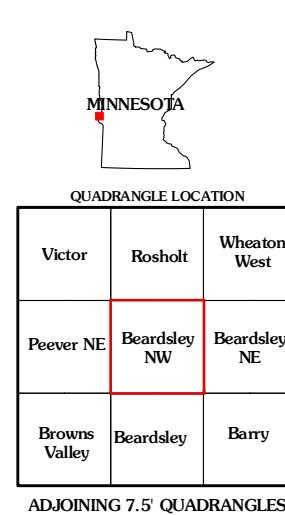 MINNESOTA
QUADRANGLE LOCATION
Victor
Rosholt
Wheaton
West
Peever NE
Beardsley
NW
Beardsley
NE
Browns
Valley
Beardsley
Barry
ADJOINING 7.5' QUADRANGLES